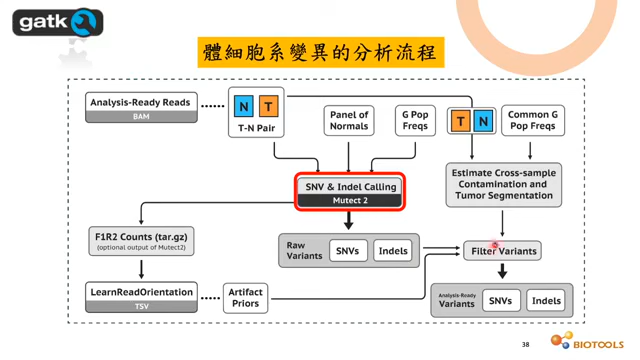 gatk
體細胞系變異的分析流程
Analysis-Ready Reads
BAM
N T
T-N Pair
Panel of
Normals
G Pop
Freqs
T N
Common G
Pop Freqs
SNV & Indel Calling
Mutect 2
Estimate Cross-sample
Contamination and
Tumor Segmentation
F1R2 Counts (tar.gz)
(optional output of Mutect2)
Raw
Variants
SNVs
Indels
Filter Variants
LearnReadOrientation
TSV
Artifact
Priors
Analysis-Ready
Variants
SNVs
Indels
38
BIOTOOLS